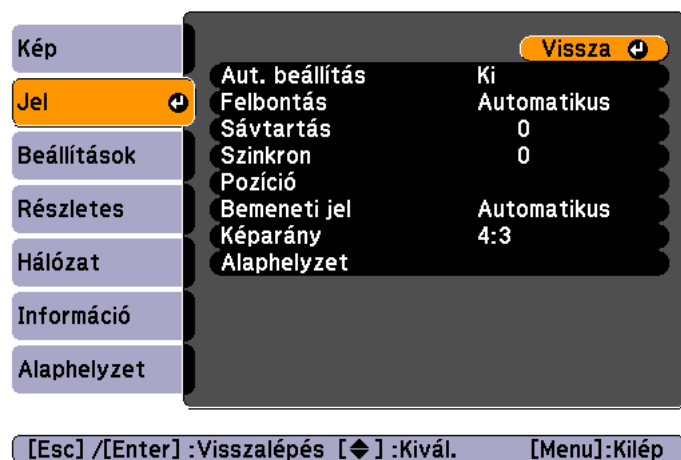 Kép
Jel
Beállítások
Részletes
Hálózat
Információ
Alaphelyzet
Vissza
Aut. beállítás Ki
Felbontás Automatikus
Sávtartás 0
Szinkron 0
Pozíció
Bemeneti jel Automatikus
Képarány 4:3
Alaphelyzet
[Esc] /[Enter] :Visszalépés [◆] :Kivál. [Menu]:Kilép